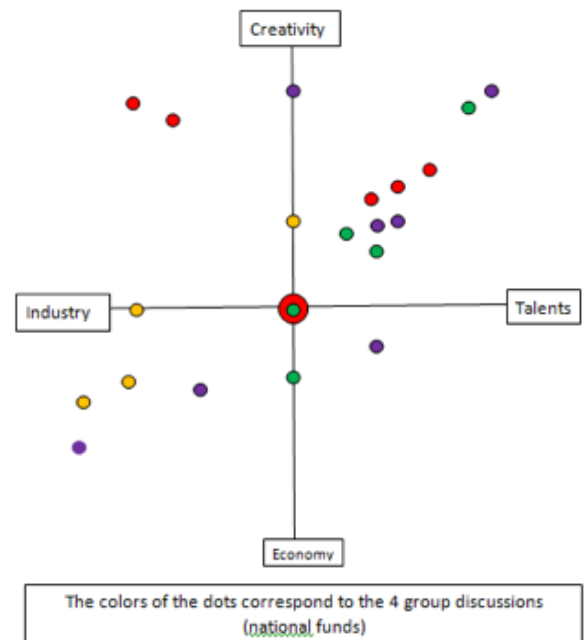 Creativity
Industry
Talents
Economy
The colors of the dots correspond to the 4 group discussions
(national funds)